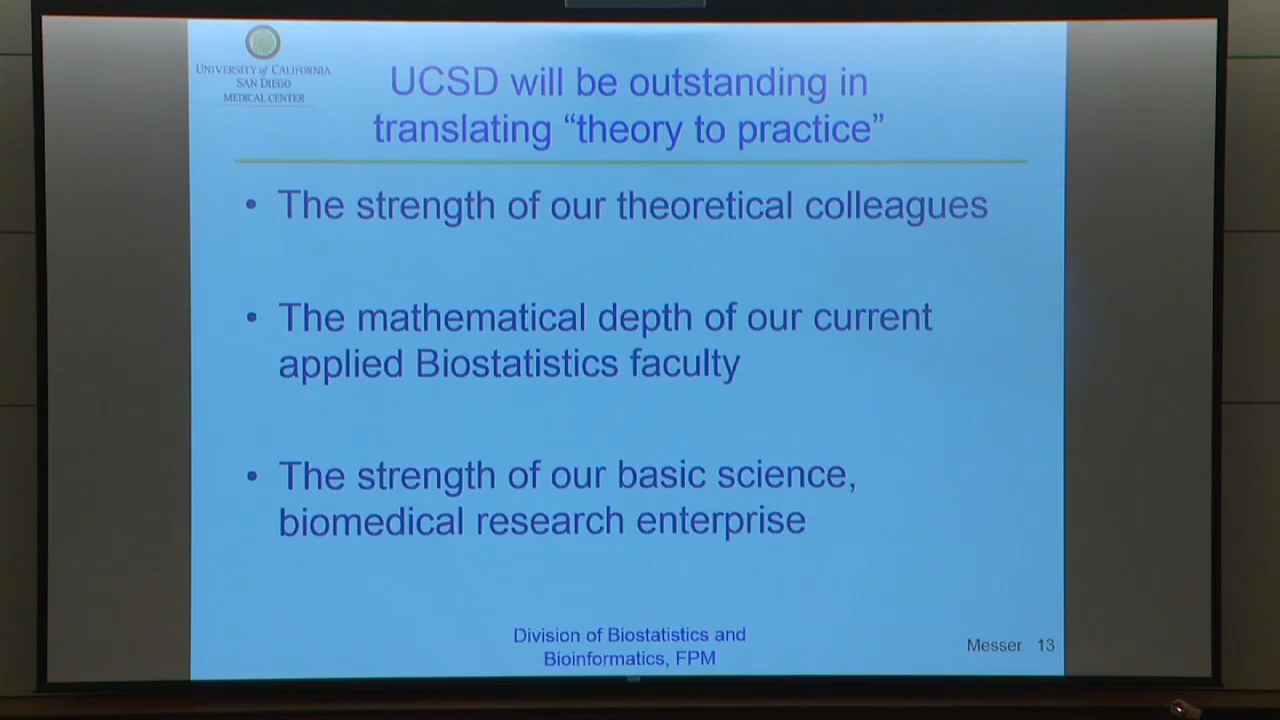 UNIVERSITY of CALIFORNIA
SAN DIEGO
MEDICAL CENTER
UCSD will be outstanding in
translating “theory to practice”
• The strength of our theoretical colleagues
• The mathematical depth of our current
applied Biostatistics faculty
• The strength of our basic science,
biomedical research enterprise
Division of Biostatistics and
Bioinformatics, FPM
Messer 13